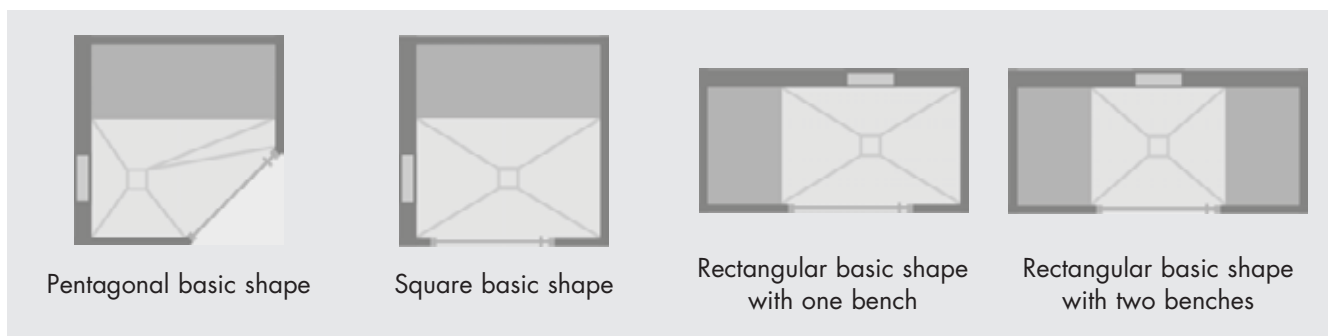 Pentagonal basic shape
Square basic shape
Rectangular basic shape
with one bench
Rectangular basic shape
with two benches